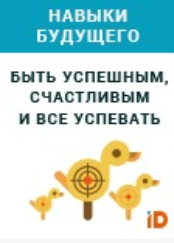 НАВЫКИ
БУДУЩЕГО
БЫТЬ УСПЕШНЫМ,
СЧАСТЛИВЫМ
И ВСЕ УСПЕВАТЬ
iD